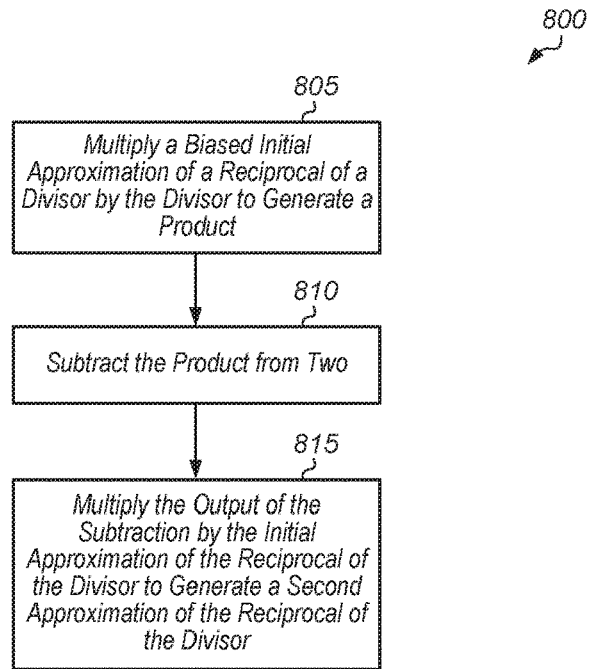 800
805
Multiply a Biased Initial
Approximation of a Reciprocal of a
Divisor by the Divisor to Generate a
Product
810
Subtract the Product from Two
815
Multiply the Output of the
Subtraction by the Initial
Approximation of the Reciprocal of
the Divisor to Generate a Second
Approximation of the Reciprocal of
the Divisor